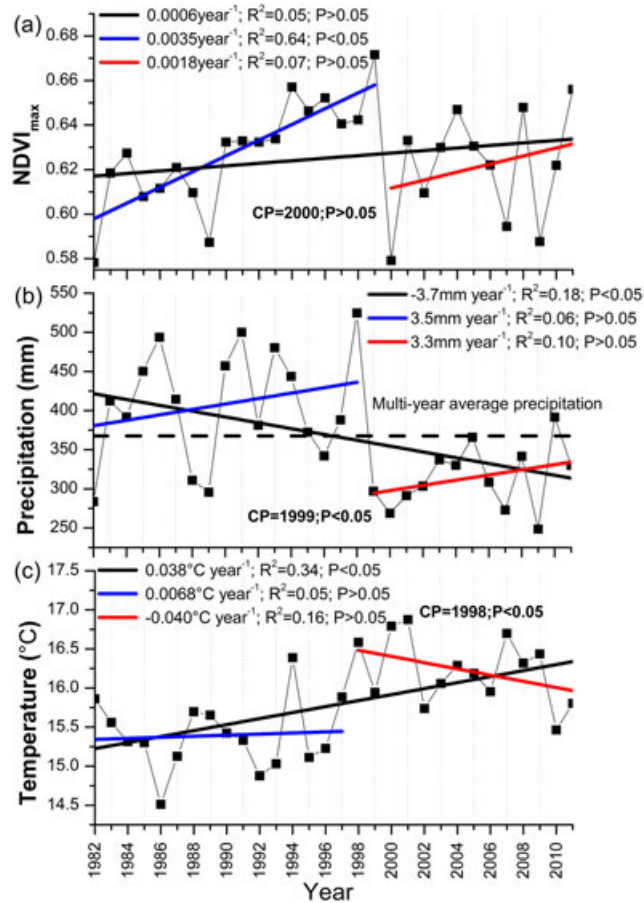 (a)
0.0006year⁻¹; R²=0.05; P>0.05
0.0035year⁻¹; R²=0.64; P<0.05
0.0018year⁻¹; R²=0.07; P>0.05
0.68
0.66
0.64
0.62
0.60
0.58
NDVImax
CP=2000;P>0.05
(b)
-3.7mm year⁻¹; R²=0.18; P<0.05
3.5mm year⁻¹; R²=0.06; P>0.05
3.3mm year⁻¹; R²=0.10; P>0.05
550
500
450
400
350
300
250
Precipitation (mm)
Multi-year average precipitation
CP=1999;P<0.05
(c)
0.038°C year⁻¹; R²=0.34; P<0.05
0.0068°C year⁻¹; R²=0.05; P>0.05
-0.040°C year⁻¹; R²=0.16; P>0.05
CP=1998;P<0.05
17.5
17.0
16.5
16.0
15.5
15.0
14.5
Temperature (°C)
1982 1984 1986 1988 1990 1992 1994 1996 1998 2000 2002 2004 2006 2008 2010
Year